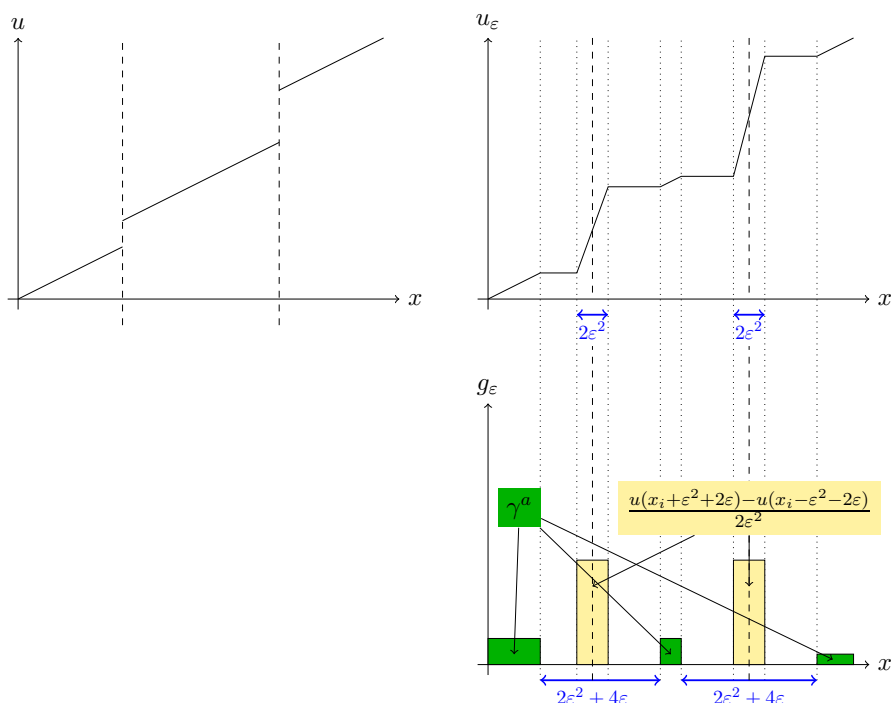 u
x
u_ε
x
2ε²
2ε²
g_ε
γ^a
u(x_i+ε²+2ε)−u(x_i−ε²−2ε)
2ε²
x
2ε² + 4ε
2ε² + 4ε